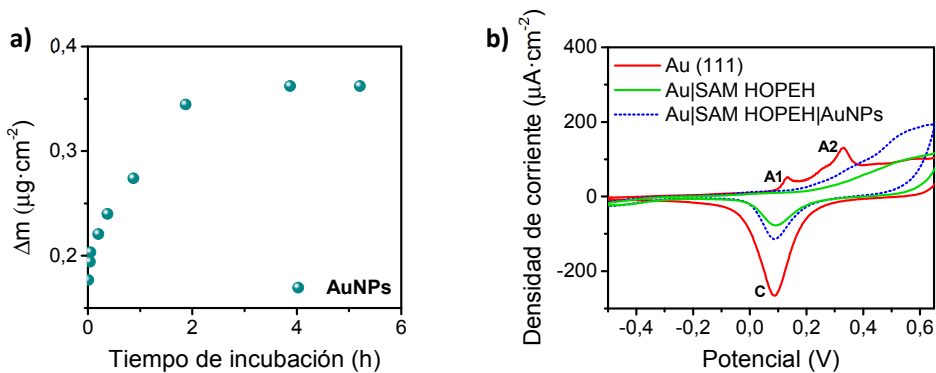 a)
0,4
0,3
0,2
Δm (µg·cm⁻²)
AuNPs
0 2 4 6
Tiempo de incubación (h)
b)
400
200
0
-200
Densidad de corriente (µA·cm⁻²)
Au (111)
Au|SAM HOPEH
Au|SAM HOPEH|AuNPs
A1
A2
C
-0,4 -0,2 0,0 0,2 0,4 0,6
Potencial (V)